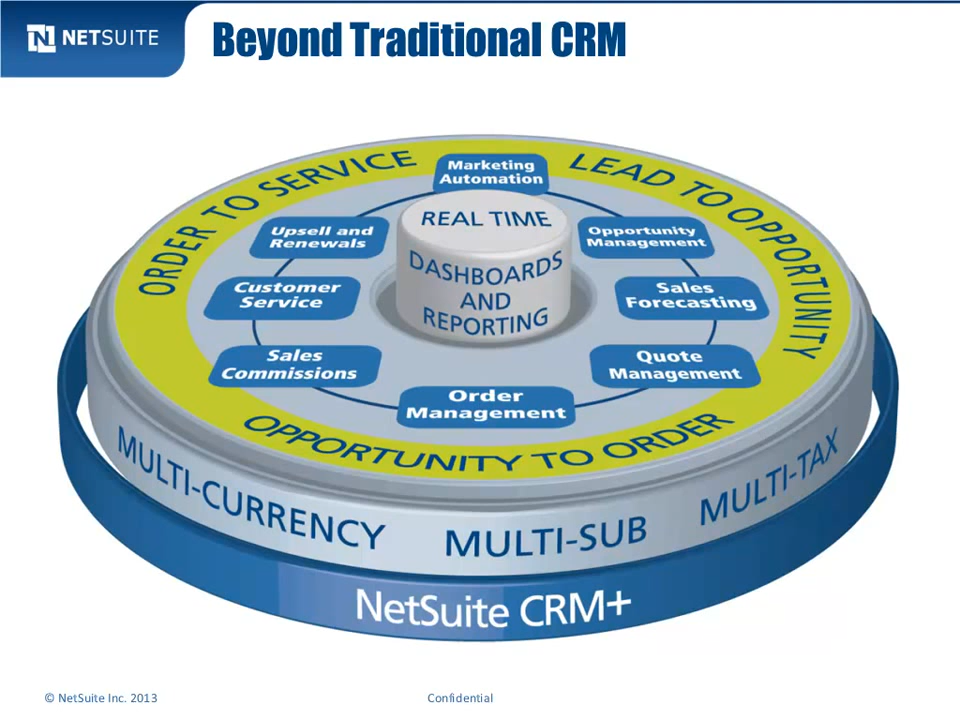 NETSUITE
Beyond Traditional CRM
ORDER TO SERVICE
LEAD TO OPPORTUNITY
OPPORTUNITY TO ORDER
Marketing
Automation
Opportunity
Management
Sales
Forecasting
Quote
Management
Order
Management
Sales
Commissions
Customer
Service
Upsell and
Renewals
REAL TIME
DASHBOARDS
AND
REPORTING
MULTI-CURRENCY
MULTI-SUB
MULTI-TAX
NetSuite CRM+
© NetSuite Inc. 2013
Confidential